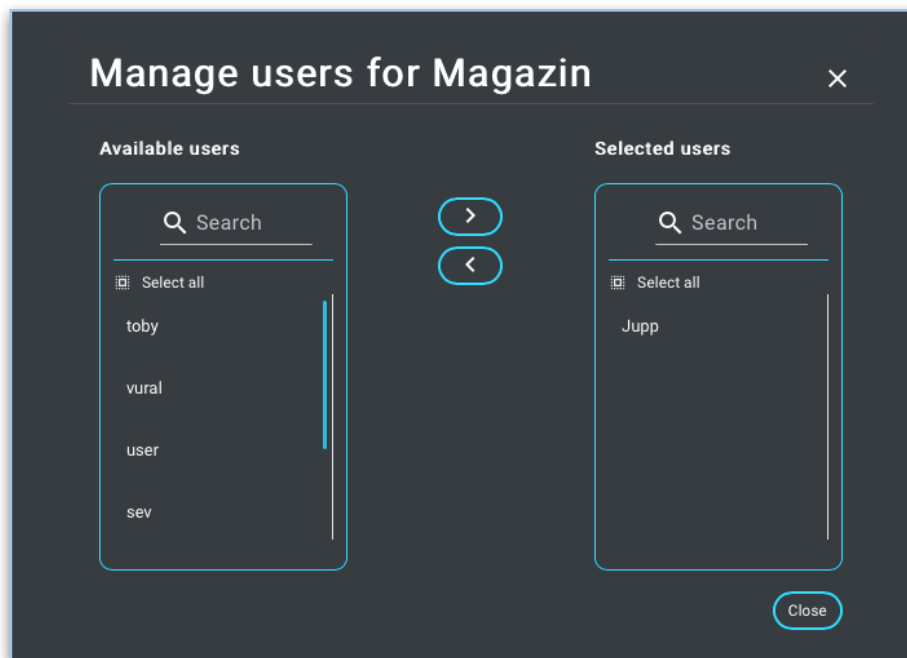 Manage users for Magazin
Available users
Search
Select all
toby
vural
user
sev
Selected users
Search
Select all
Jupp
Close